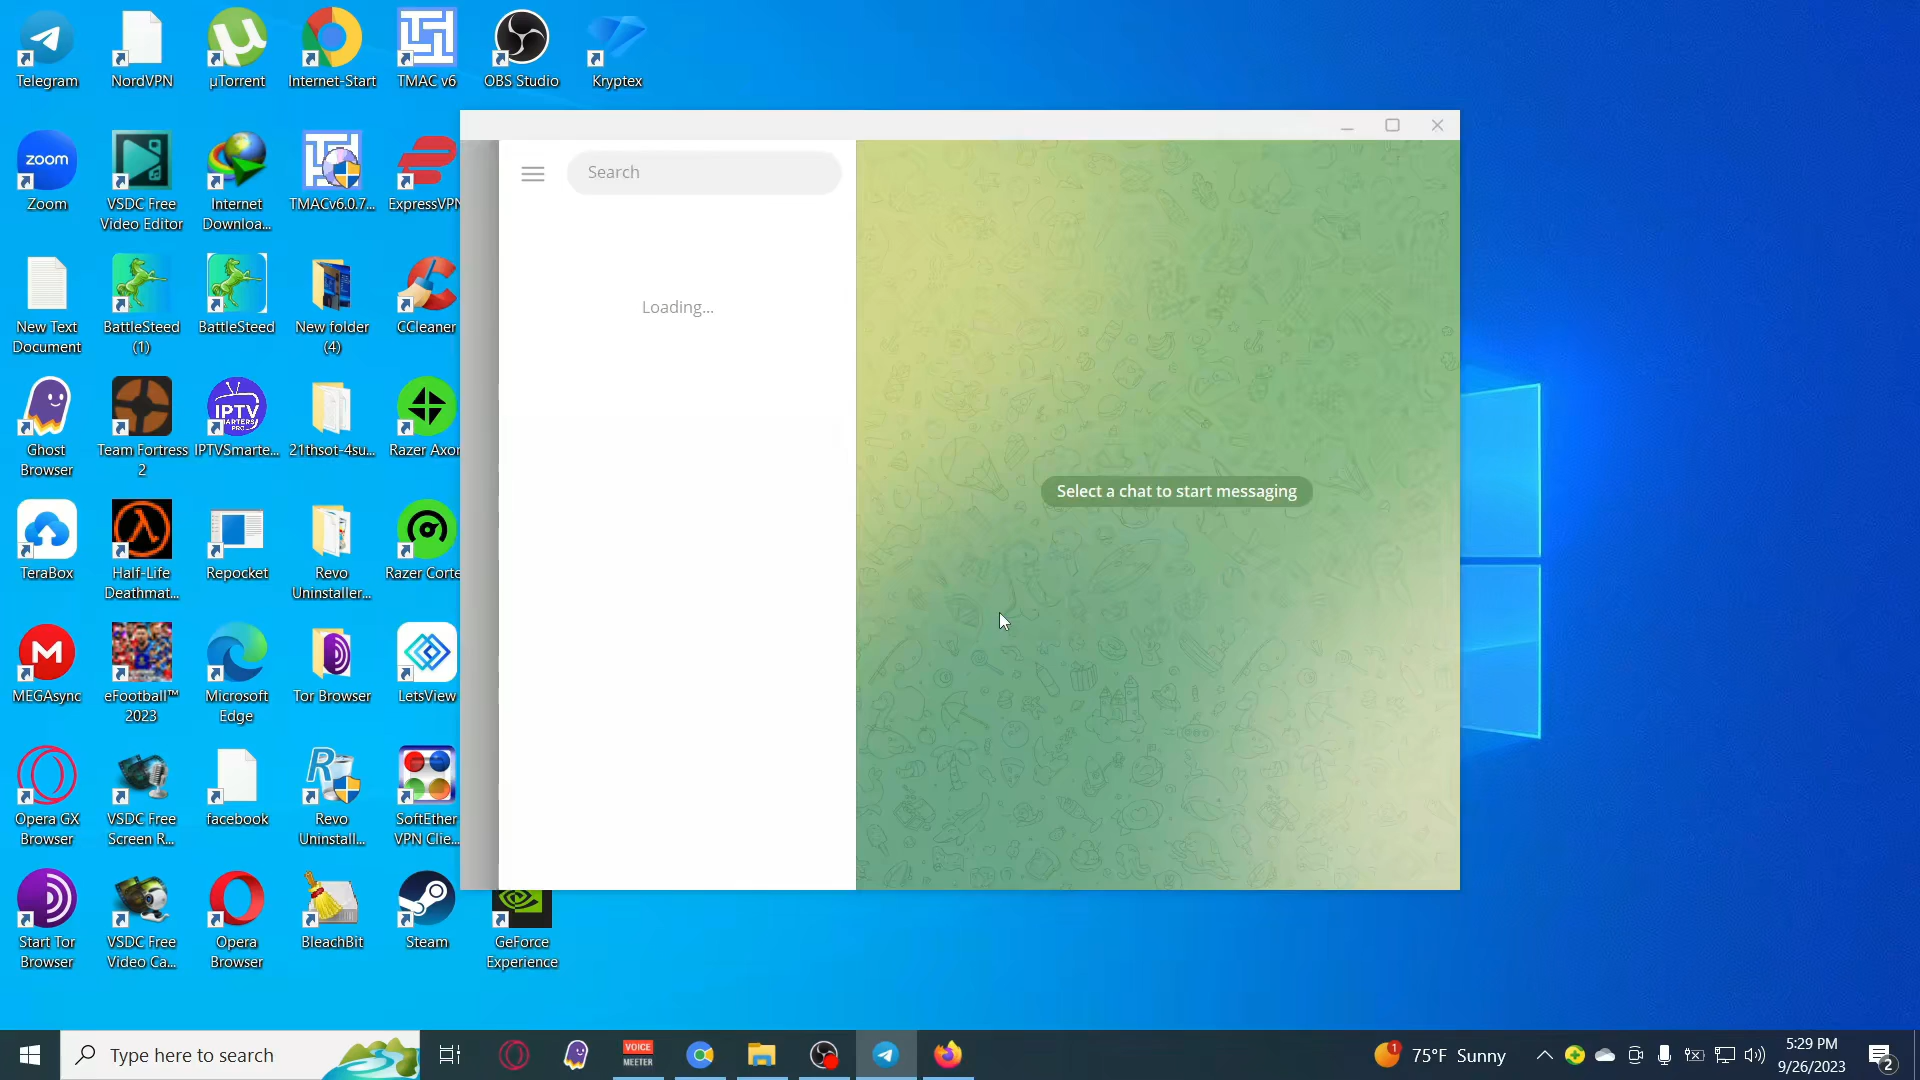 Telegram
NordVPN
µTorrent
Internet-Start
TMAC v6
OBS Studio
Kryptex
zoom
Zoom
VSDC Free
Video Editor
Internet
Downloa...
TMACv6.0.7...
ExpressVPN
Search
Loading...
New Text
Document
BattleSteed
(1)
BattleSteed
New folder
(4)
CCleaner
IPTV
Ghost
Browser
Team Fortress
2
IPTVSmarte...
21thsot-4su...
Razer Axon
Select a chat to start messaging
TeraBox
Half-Life
Deathmat...
Repocket
Revo
Uninstaller...
Razer Corte
M
MEGAsync
eFootball™
2023
Microsoft
Edge
Tor Browser
LetsView
Opera GX
Browser
VSDC Free
Screen R...
facebook
Revo
Uninstall...
SoftEther
VPN Clie...
Start Tor
Browser
VSDC Free
Video Ca...
Opera
Browser
BleachBit
Steam
GeForce
Experience
Type here to search
VOICE
MEETER
1
75°F Sunny
5:29 PM
9/26/2023
2